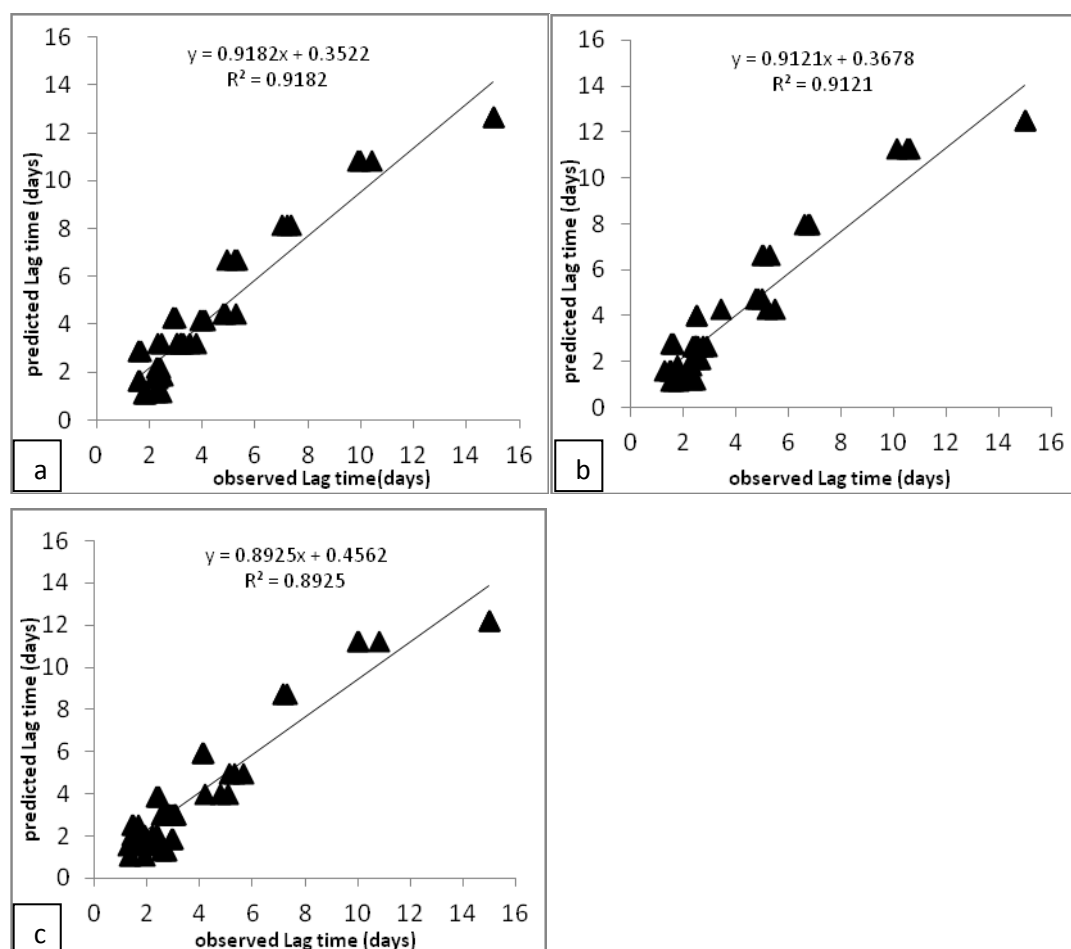 y = 0.9182x + 0.3522
R² = 0.9182
predicted Lag time (days)
16
14
12
10
8
6
4
2
0
0 2 4 6 8 10 12 14 16
observed Lag time(days)
a
y = 0.9121x + 0.3678
R² = 0.9121
predicted Lag time (days)
16
14
12
10
8
6
4
2
0
0 2 4 6 8 10 12 14 16
observed Lag time (days)
b
y = 0.8925x + 0.4562
R² = 0.8925
predicted Lag time (days)
16
14
12
10
8
6
4
2
0
0 2 4 6 8 10 12 14 16
observed Lag time (days)
c